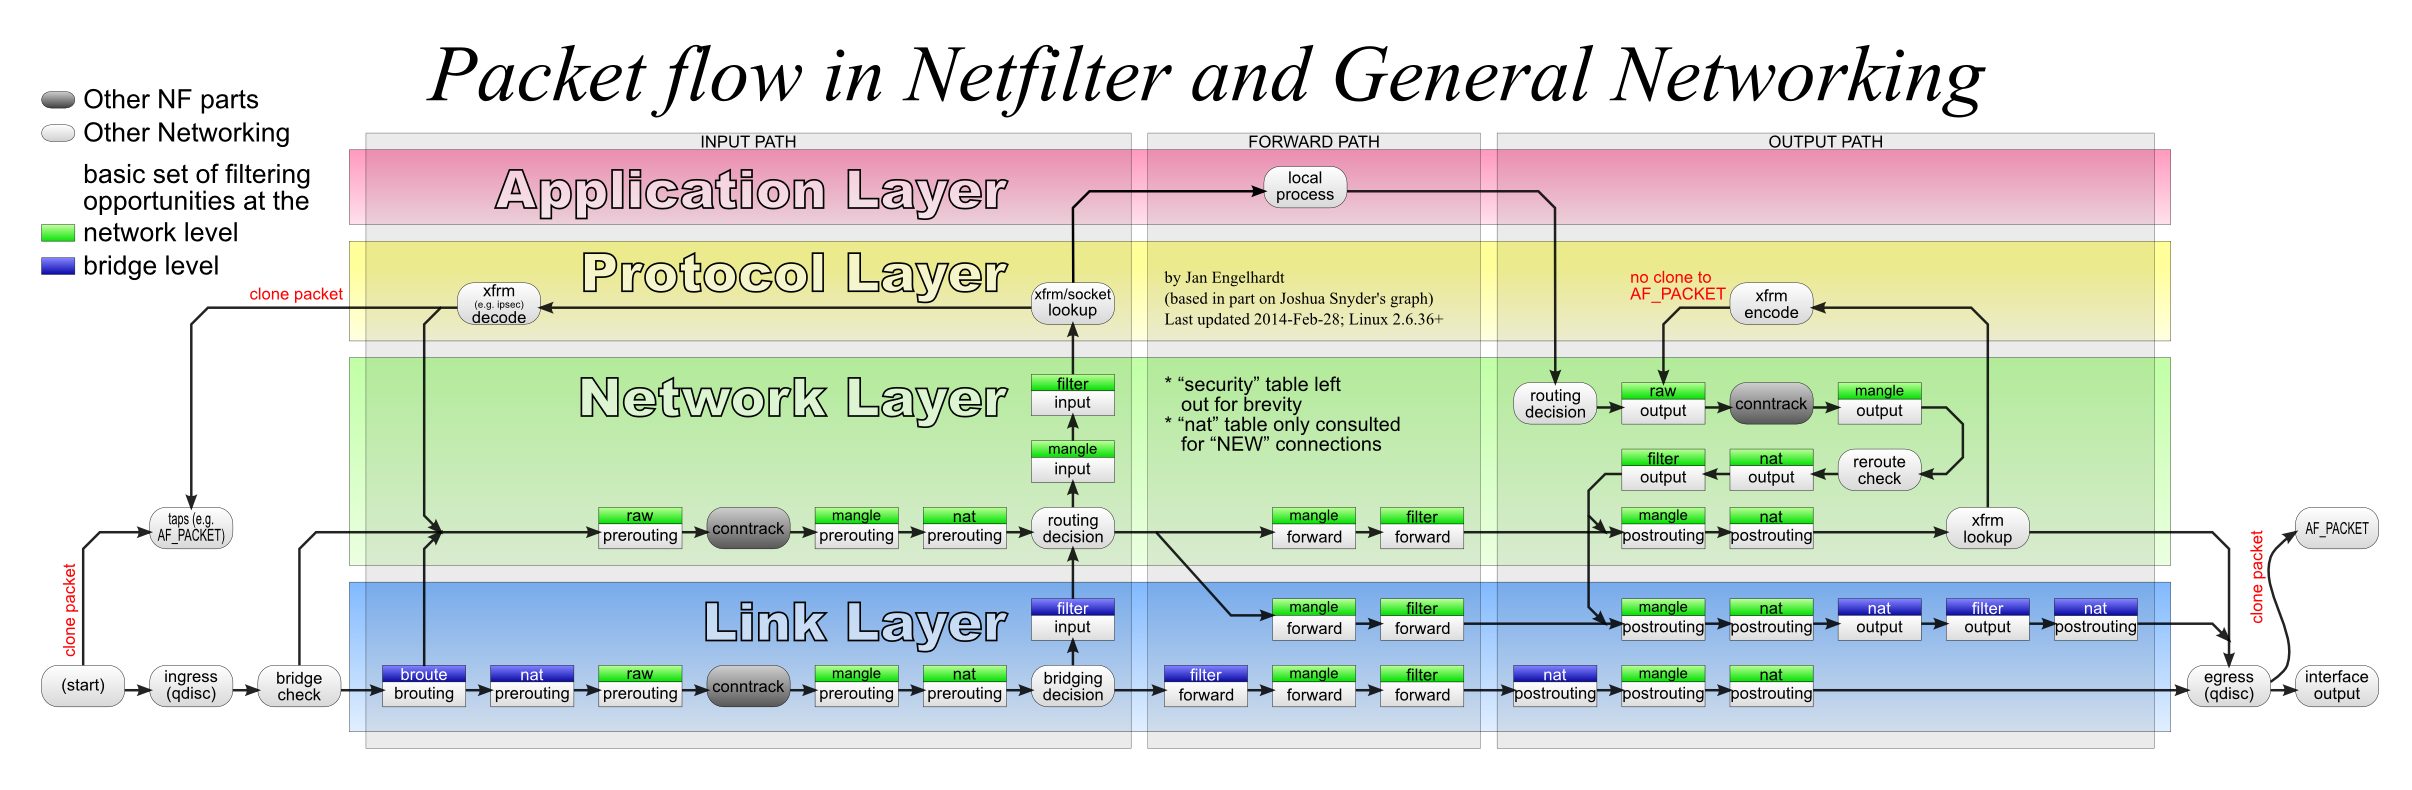 Packet flow in Netfilter and General Networking
Other NF parts
Other Networking
basic set of filtering
opportunities at the
network level
bridge level
INPUT PATH
FORWARD PATH
OUTPUT PATH
Application Layer
local
process
Protocol Layer
clone packet
xfrm
(e.g. ipsec)
decode
xfrm/socket
lookup
by Jan Engelhardt
(based in part on Joshua Snyder's graph)
Last updated 2014-Feb-28; Linux 2.6.36+
no clone to
AF_PACKET
xfrm
encode
Network Layer
filter
input
mangle
input
* “security” table left
out for brevity
* “nat” table only consulted
for “NEW” connections
routing
decision
raw
output
conntrack
mangle
output
filter
output
nat
output
reroute
check
taps (e.g.
AF_PACKET)
raw
prerouting
conntrack
mangle
prerouting
nat
prerouting
routing
decision
mangle
forward
filter
forward
mangle
postrouting
nat
postrouting
xfrm
lookup
AF_PACKET
clone packet
clone packet
Link Layer
filter
input
mangle
forward
filter
forward
mangle
postrouting
nat
postrouting
nat
output
filter
output
nat
postrouting
(start)
ingress
(qdisc)
bridge
check
broute
brouting
nat
prerouting
raw
prerouting
conntrack
mangle
prerouting
nat
prerouting
bridging
decision
filter
forward
mangle
forward
filter
forward
nat
postrouting
mangle
postrouting
nat
postrouting
egress
(qdisc)
interface
output